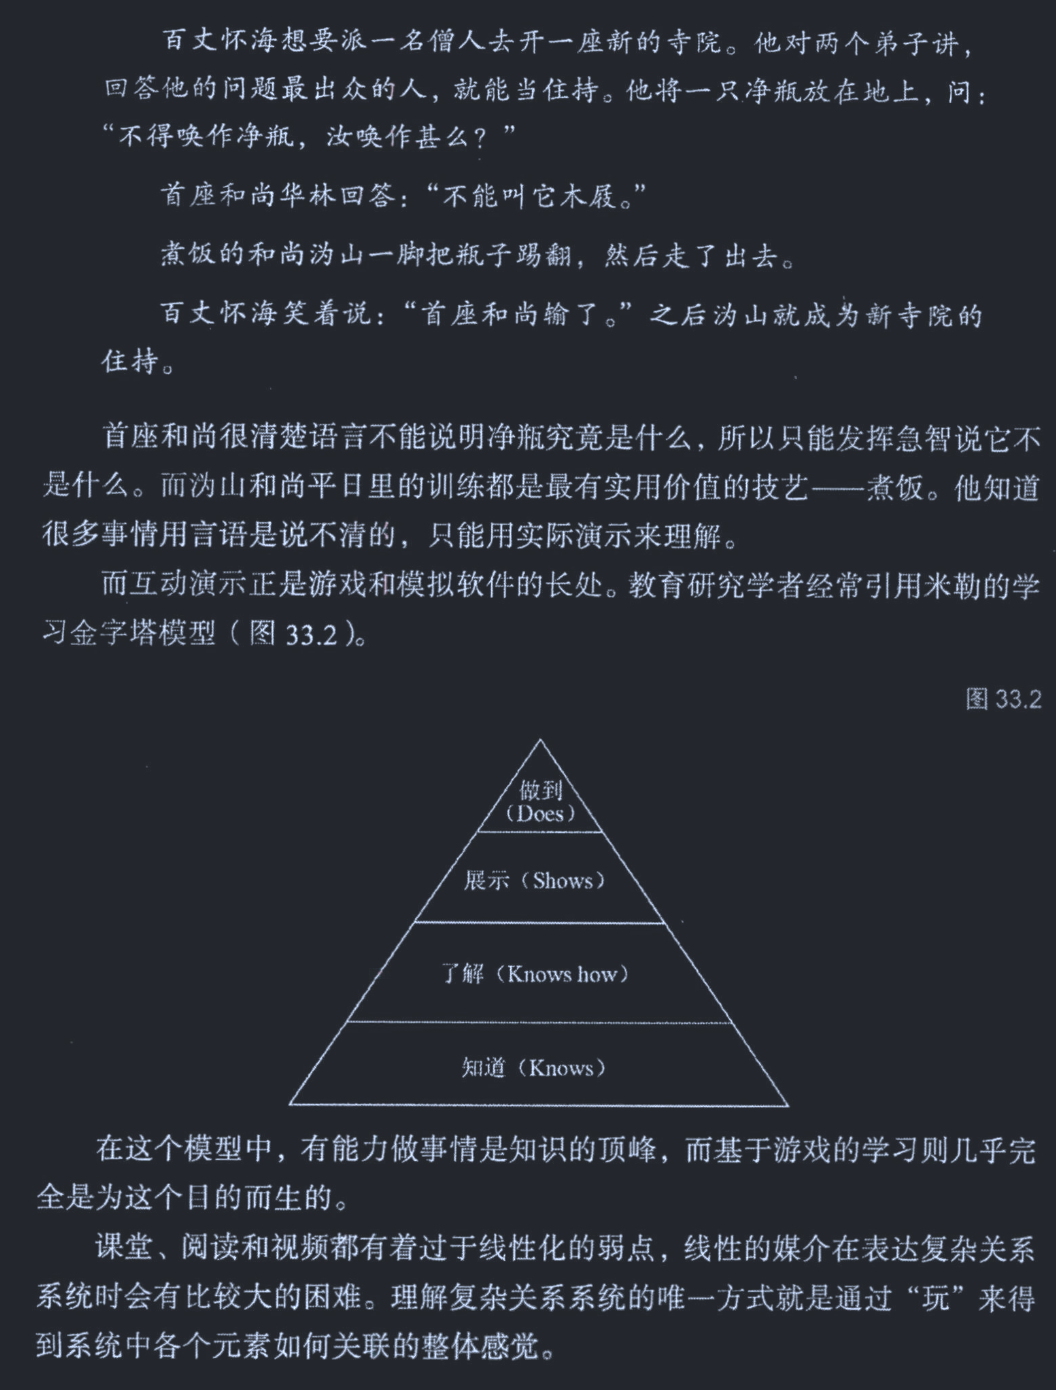 百丈怀海想要派一名僧人去开一座新的寺院。他对两个弟子讲，
回答他的问题最出众的人，就能当住持。他将一只净瓶放在地上，问：
“不得唤作净瓶，汝唤作甚么？”
首座和尚华林回答：“不能叫它木屐。”
煮饭的和尚沩山一脚把瓶子踢翻，然后走了出去。
百丈怀海笑着说：“首座和尚输了。”之后沩山就成为新寺院的
住持。
首座和尚很清楚语言不能说明净瓶究竟是什么，所以只能发挥急智说它不
是什么。而沩山和尚平日里的训练都是最有实用价值的技艺——煮饭。他知道
很多事情用言语是说不清的，只能用实际演示来理解。
而互动演示正是游戏和模拟软件的长处。教育研究学者经常引用米勒的学
习金字塔模型（图 33.2）。
图 33.2
做到
（Does）
展示（Shows）
了解（Knows how）
知道（Knows）
在这个模型中，有能力做事情是知识的顶峰，而基于游戏的学习则几乎完
全是为这个目的而生的。
课堂、阅读和视频都有着过于线性化的弱点，线性的媒介在表达复杂关系
系统时会有比较大的困难。理解复杂关系系统的唯一方式就是通过“玩”来得
到系统中各个元素如何关联的整体感觉。